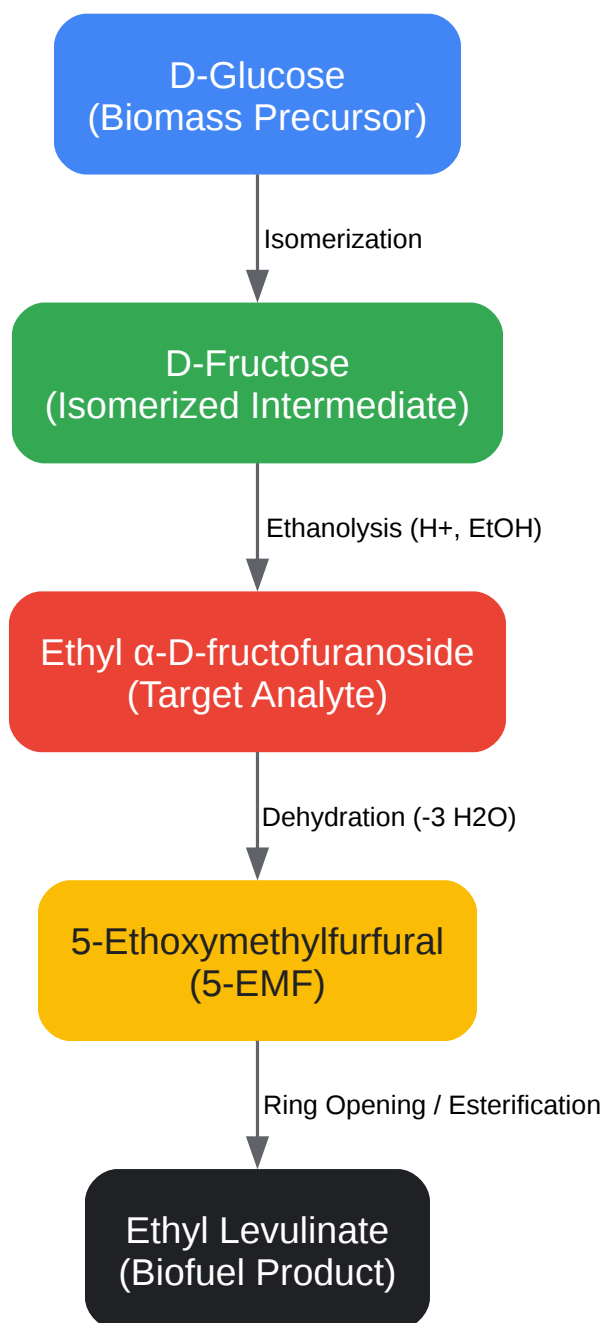 D-Glucose
(Biomass Precursor)
Isomerization
D-Fructose
(Isomerized Intermediate)
Ethanolysis (H+, EtOH)
Ethyl α-D-fructofuranoside
(Target Analyte)
Dehydration (-3 H2O)
5-Ethoxymethylfurfural
(5-EMF)
Ring Opening / Esterification
Ethyl Levulinate
(Biofuel Product)